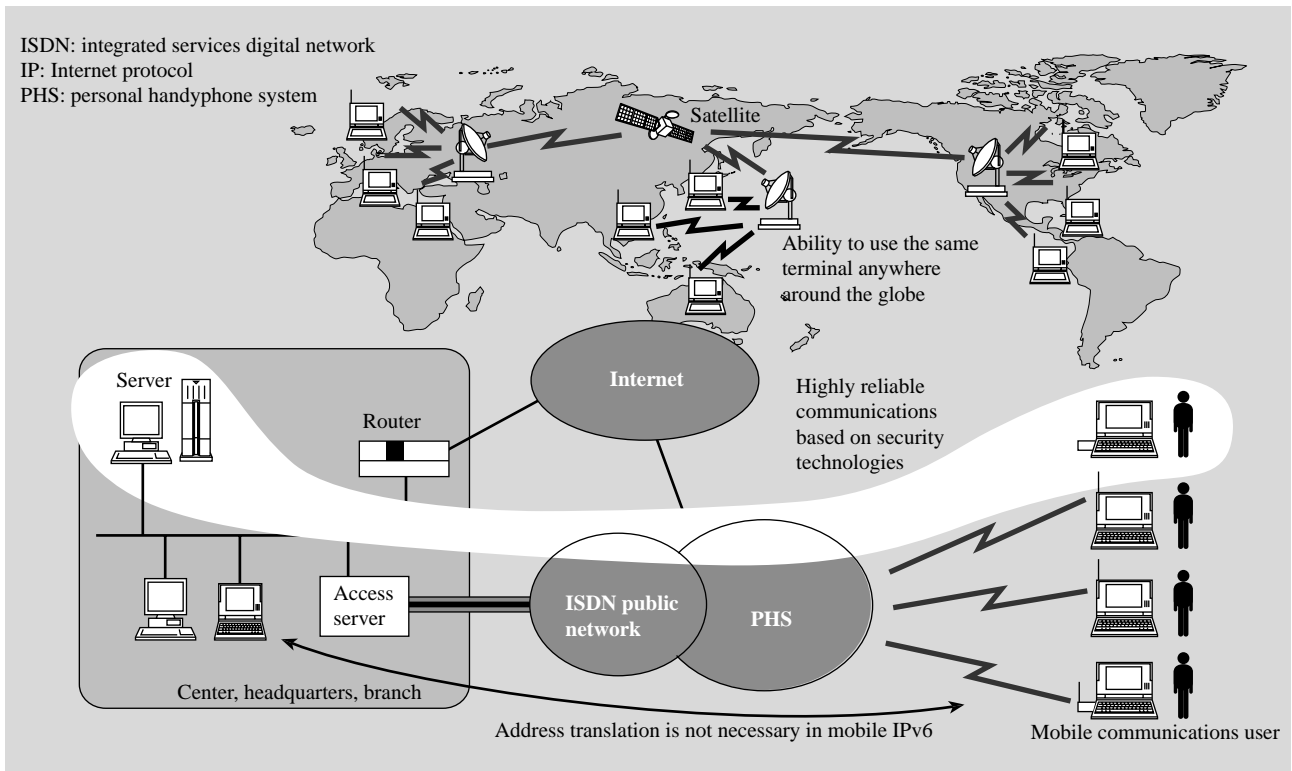 ISDN: integrated services digital network
IP: Internet protocol
PHS: personal handyphone system
Satellite
Ability to use the same
terminal anywhere
around the globe
Server
Router
Internet
Highly reliable
communications
based on security
technologies
Access
server
ISDN public
network
PHS
Center, headquarters, branch
Address translation is not necessary in mobile IPv6
Mobile communications user